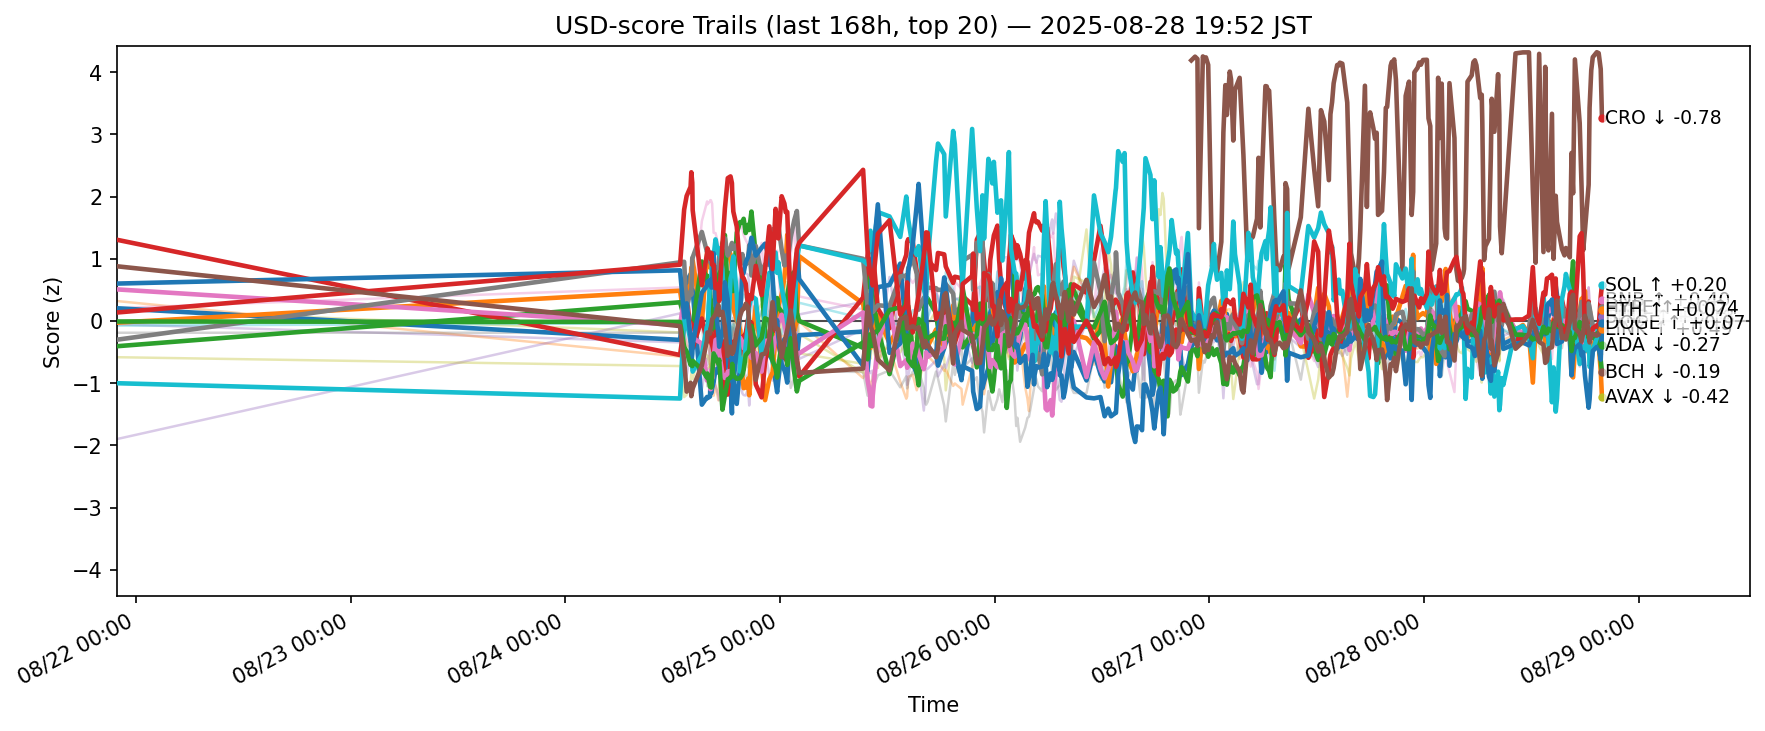 USD-score Trails (last 168h, top 20) — 2025-08-28 19:52 JST
Score (z)
4
3
2
1
0
−1
−2
−3
−4
CRO ↓ -0.78
SOL ↑ +0.20
ETH ↑ +0.074
DOGE ↑ +0.07
ADA ↓ -0.27
BCH ↓ -0.19
AVAX ↓ -0.42
08/22 00:00
08/23 00:00
08/24 00:00
08/25 00:00
08/26 00:00
08/27 00:00
08/28 00:00
08/29 00:00
Time